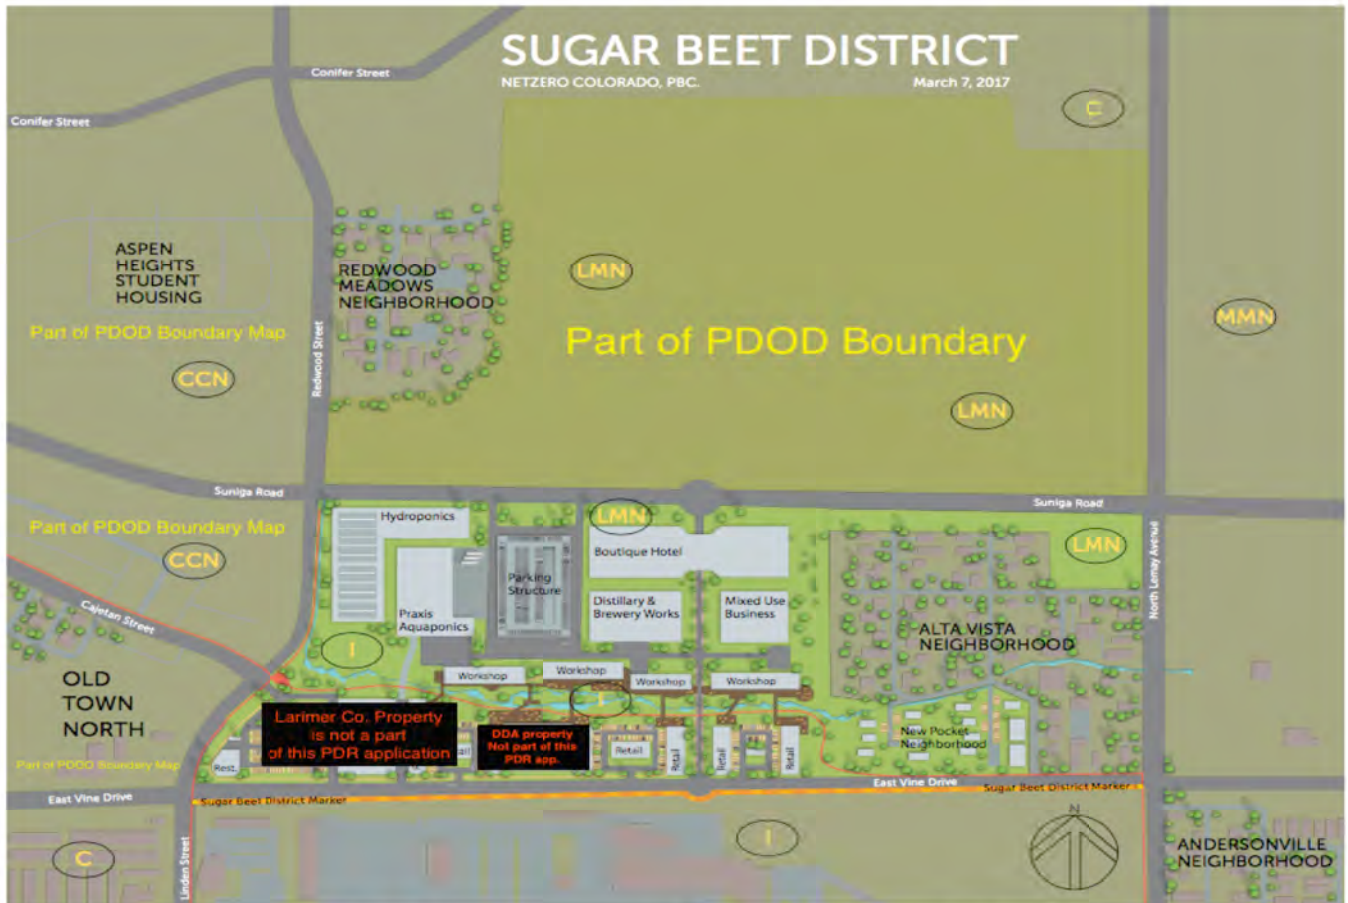 SUGAR BEET DISTRICT
NETZERO COLORADO, PBC.
March 7, 2017
Conifer Street
Conifer Street
C
ASPEN
HEIGHTS
STUDENT
HOUSING
REDWOOD
MEADOWS
NEIGHBORHOOD
LMN
Part of PDOD Boundary Map
Part of PDOD Boundary
MMN
Redwood Street
CCN
LMN
Suniga Road
Suniga Road
Part of PDOD Boundary Map
CCN
Hydroponics
LMN
Boutique Hotel
LMN
North Lemay Avenue
Parking
Structure
Praxis
Aquaponics
Distillary &
Brewery Works
Mixed Use
Business
Cajetan Street
ALTA VISTA
NEIGHBORHOOD
I
Workshop
Workshop
Workshop
Workshop
I
OLD
TOWN
NORTH
Larimer Co. Property
is not a part
of this PDR application
DDA property
Not part of this
PDR app.
New Pocket
Neighborhood
Part of PDOD Boundary Map
Rest.
Retail
Retail
Retail
Retail
East Vine Drive
East Vine Drive
Sugar Beet District Marker
Sugar Beet District Marker
N
Linden Street
C
I
ANDERSONVILLE
NEIGHBORHOOD